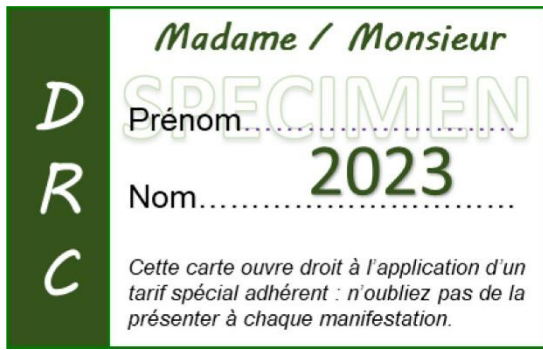 D
R
C
Madame / Monsieur
SPECIMEN
Prénom...........................
2023
Nom................................
Cette carte ouvre droit à l'application d'un
tarif spécial adhérent : n'oubliez pas de la
présenter à chaque manifestation.